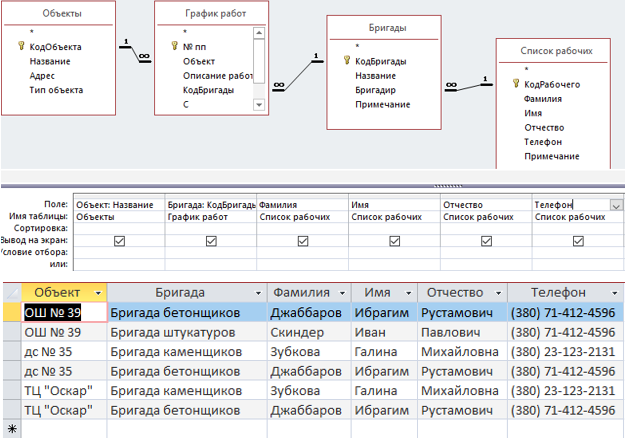 Объекты
*
КодОбъекта
Название
Адрес
Тип объекта
1
∞
График работ
*
№ пп
Объект
Описание работ
КодБригады
С
∞
1
Бригады
*
КодБригады
Название
Бригадир
Примечание
∞
1
Список рабочих
*
КодРабочего
Фамилия
Имя
Отчество
Телефон
Примечание
Поле: Объект: Название Бригада: КодБригады Фамилия Имя Отчество Телефон
Имя таблицы: Объекты График работ Список рабочих Список рабочих Список рабочих Список рабочих
Сортировка:
Вывод на экран:
Условие отбора:
или:
Объект Бригада Фамилия Имя Отчество Телефон
ОШ № 39 Бригада бетонщиков Джаббаров Ибрагим Рустамович (380) 71-412-4596
ОШ № 39 Бригада штукатуров Скиндер Иван Павлович (380) 71-412-4596
дс № 35 Бригада каменщиков Зубкова Галина Михайловна (380) 23-123-2131
дс № 35 Бригада бетонщиков Джаббаров Ибрагим Рустамович (380) 71-412-4596
ТЦ "Оскар" Бригада каменщиков Зубкова Галина Михайловна (380) 23-123-2131
ТЦ "Оскар" Бригада бетонщиков Джаббаров Ибрагим Рустамович (380) 71-412-4596
*